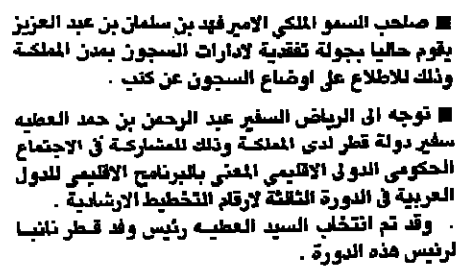 ■ صاحب السمو الملكي الامير فهد بن سلمان بن عبد العزيز
يقوم حاليا بجولة تفقدية لادارات السجون بمدن المملكة
وذلك للاطلاع على اوضاع السجون عن كثب .
■ توجه الى الرياض السفير عبد الرحمن بن حمد العطيه
سفير دولة قطر لدى المملكة وذلك للمشاركة في الاجتماع
الحكومى الدولى الاقليمي المعني بالبرنامج الاقليمي للدول
العربية في الدورة الثالثة لارقام التخطيط الارشادية .
. وقد تم انتخاب السيد العطيه رئيس وفد قطر نائبا
لرئيس هذه الدورة .